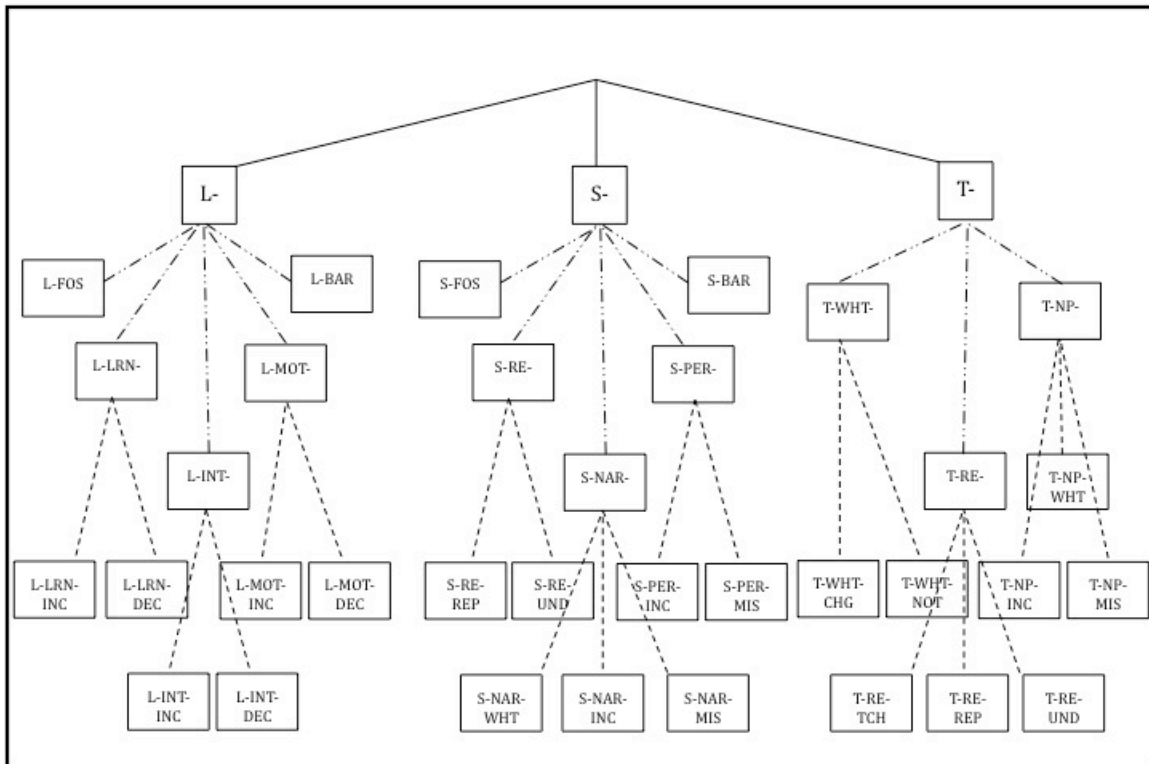 L-
S-
T-
L-FOS
L-BAR
S-FOS
S-BAR
T-WHT-
T-NP-
L-LRN-
L-MOT-
S-RE-
S-PER-
L-INT-
S-NAR-
T-RE-
T-NP-
WHT
L-LRN-
INC
L-LRN-
DEC
L-MOT-
INC
L-MOT-
DEC
S-RE-
REP
S-RE-
UND
S-PER-
INC
S-PER-
MIS
T-WHT-
CHG
T-WHT-
NOT
T-NP-
INC
T-NP-
MIS
L-INT-
INC
L-INT-
DEC
S-NAR-
WHT
S-NAR-
INC
S-NAR-
MIS
T-RE-
TCH
T-RE-
REP
T-RE-
UND